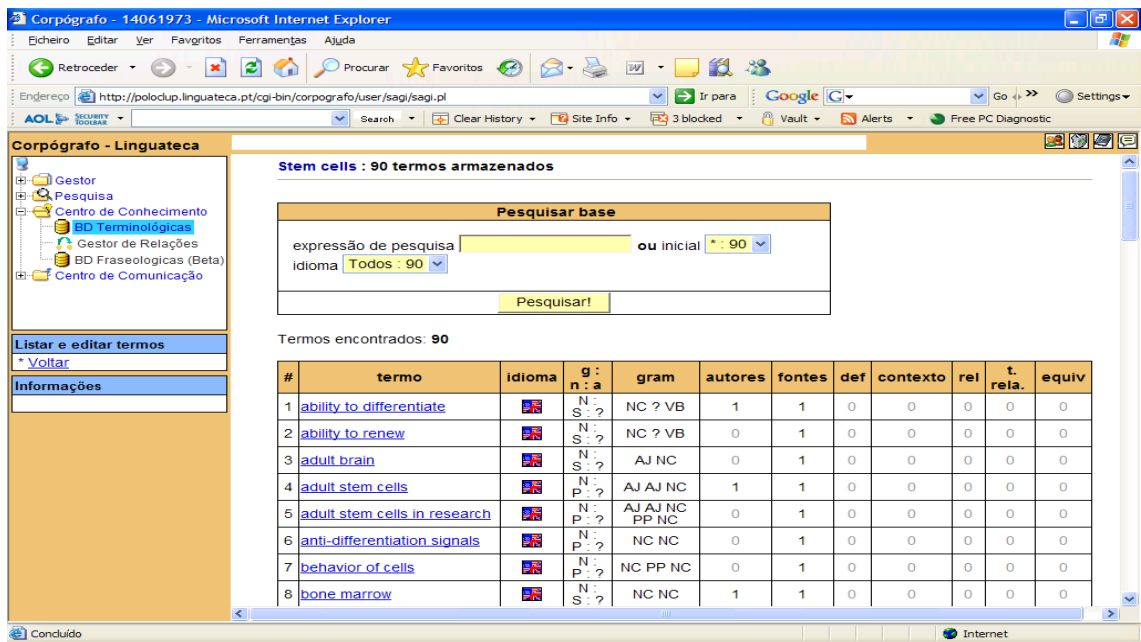 Corpógrafo - 14061973 - Microsoft Internet Explorer
Eicheiro Editar Ver Favoritos Ferramentas Ajuda
Retroceder Procurar Favoritos
Endereço http://poloclup.linguateca.pt/cgi-bin/corpografo/user/sagi/sagi.pl Ir para Google G Go Settings
AOL SECURITY TOOLBAR Search Clear History Site Info 3 blocked Vault Alerts Free PC Diagnostic
Corpógrafo - Linguateca
Gestor
Pesquisa
Centro de Conhecimento
BD Terminológicas
Gestor de Relações
BD Fraseologicas (Beta)
Centro de Comunicação
Listar e editar termos
* Voltar
Informações
Stem cells : 90 termos armazenados
Pesquisar base
expressão de pesquisa ou inicial * : 90
idioma Todos : 90
Pesquisar!
Termos encontrados: 90
# termo idioma g : n : a gram autores fontes def contexto rel t. rela. equiv
1 ability to differentiate N : S : ? NC ? VB 1 1 0 0 0 0 0
2 ability to renew N : S : ? NC ? VB 0 1 0 0 0 0 0
3 adult brain N : S : ? AJ NC 0 1 0 0 0 0 0
4 adult stem cells N : P : ? AJ AJ NC 1 1 0 0 0 0 0
5 adult stem cells in research N : P : ? AJ AJ NC PP NC 0 1 0 0 0 0 0
6 anti-differentiation signals N : P : ? NC NC 0 1 0 0 0 0 0
7 behavior of cells N : P : ? NC PP NC 0 1 0 0 0 0 0
8 bone marrow N : S : ? NC NC 1 1 0 0 0 0 0
Concluído Internet